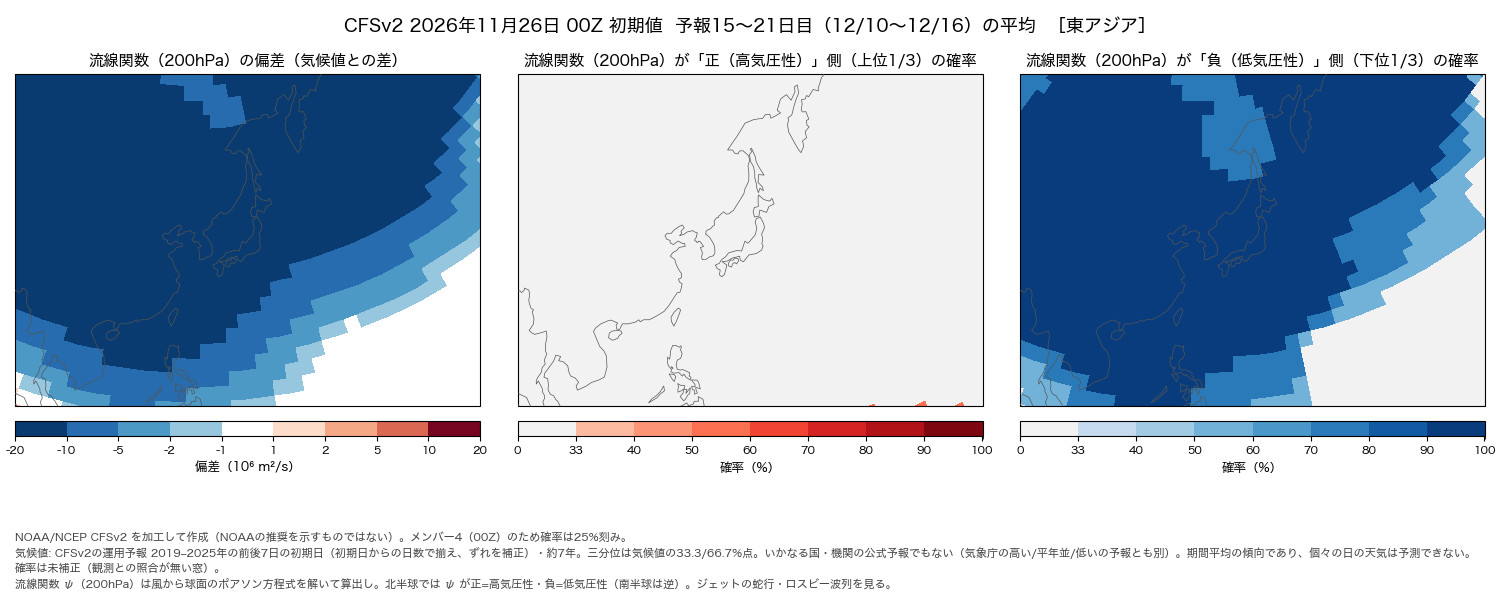 CFSv2 2026年11月26日 00Z 初期値 予報15〜21日目（12/10〜12/16）の平均 ［東アジア］
流線関数（200hPa）の偏差（気候値との差）
流線関数（200hPa）が「正（高気圧性）」側（上位1/3）の確率
流線関数（200hPa）が「負（低気圧性）」側（下位1/3）の確率
-20 -10 -5 -2 -1 1 2 5 10 20
偏差（10⁶ m²/s）
0 33 40 50 60 70 80 90 100
確率（%）
0 33 40 50 60 70 80 90 100
確率（%）
NOAA/NCEP CFSv2 を加工して作成（NOAAの推奨を示すものではない）。メンバー4（00Z）のため確率は25%刻み。
気候値: CFSv2の運用予報 2019–2025年の前後7日の初期日（初期日からの日数で揃え、ずれを補正）・約7年。三分位は気候値の33.3/66.7%点。いかなる国・機関の公式予報でもない（気象庁の高い/平年並/低いの予報とも別）。期間平均の傾向であり、個々の日の天気は予測できない。
確率は未補正（観測との照合が無い窓）。
流線関数 ψ（200hPa）は風から球面のポアソン方程式を解いて算出し。北半球では ψ が正=高気圧性・負=低気圧性（南半球は逆）。ジェットの蛇行・ロスビー波列を見る。